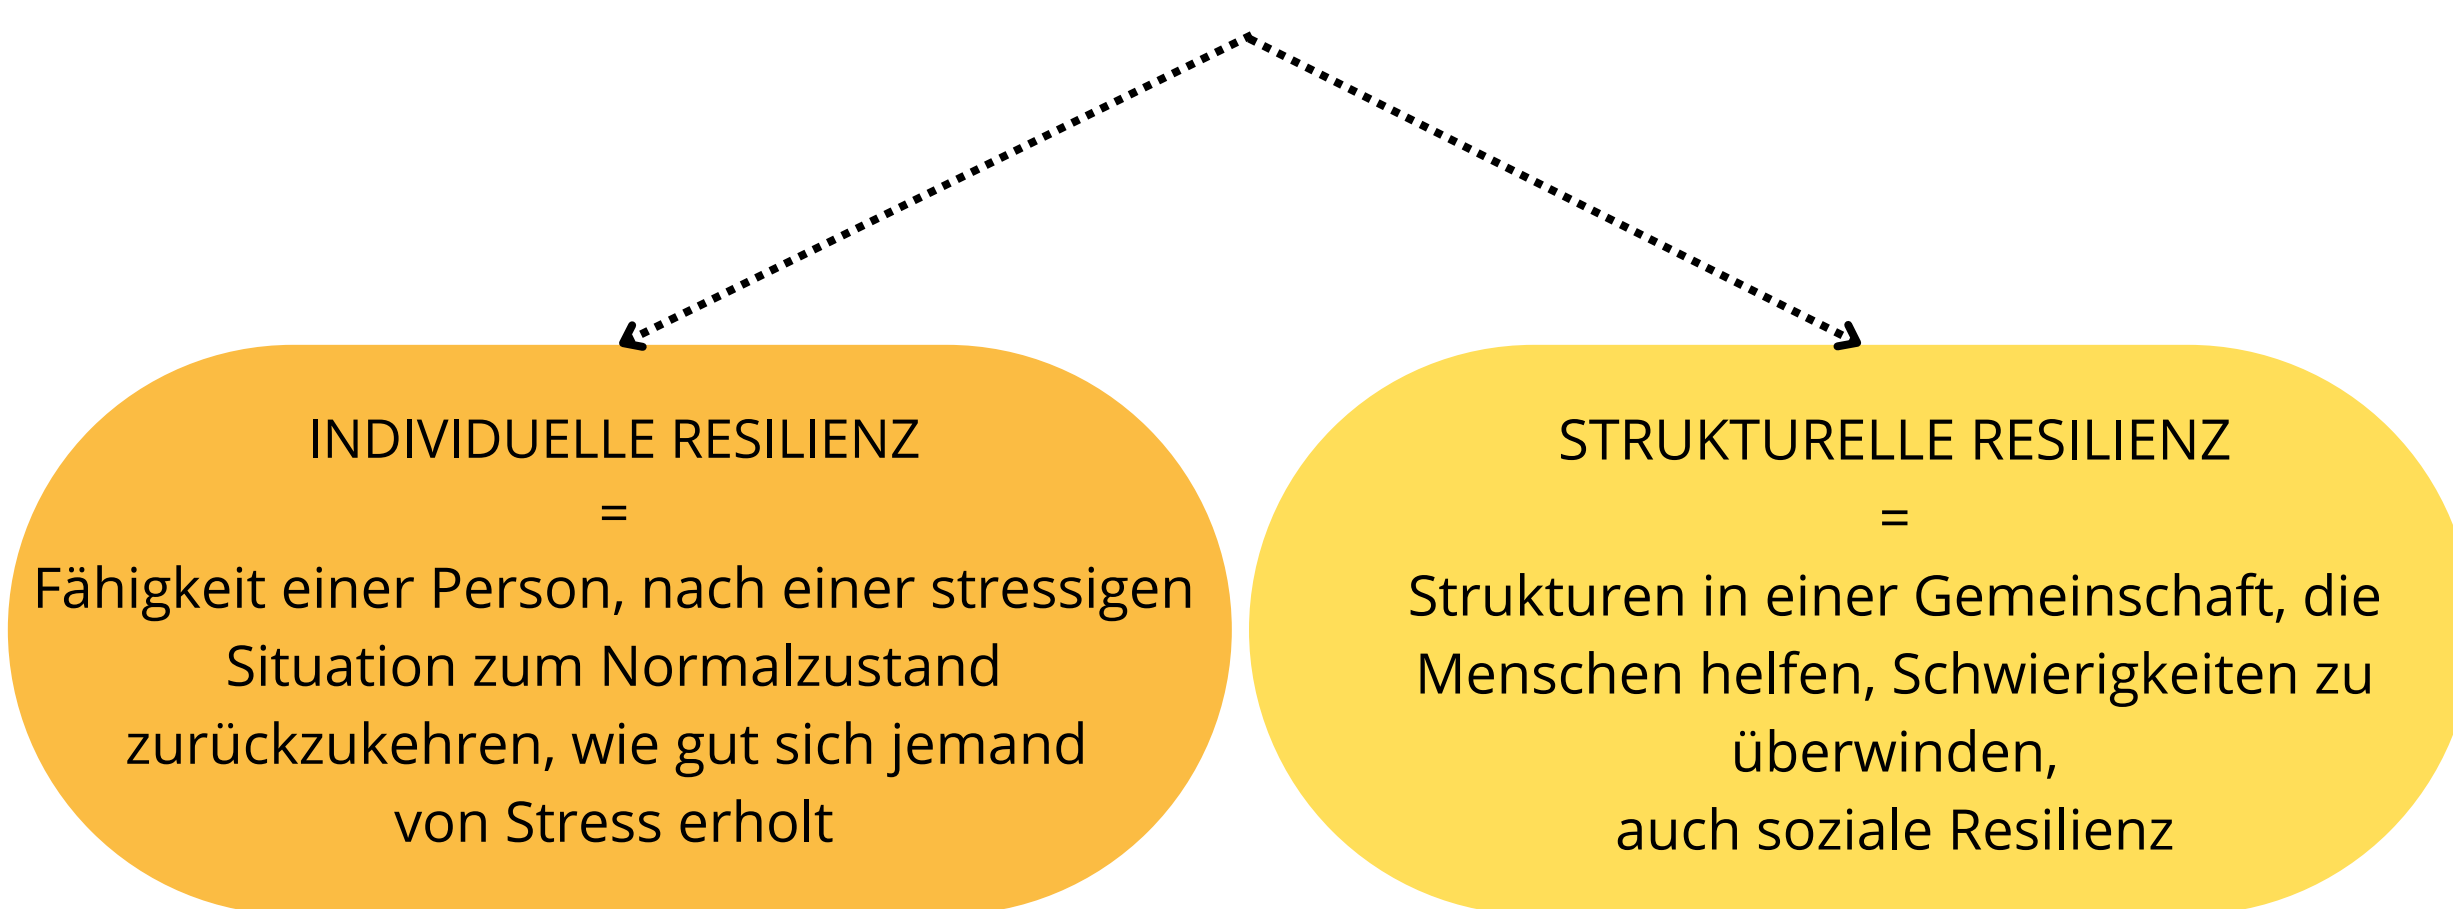 INDIVIDUELLE RESILIENZ
=
Fähigkeit einer Person, nach einer stressigen
Situation zum Normalzustand
zurückzukehren, wie gut sich jemand
von Stress erholt
STRUKTURELLE RESILIENZ
=
Strukturen in einer Gemeinschaft, die
Menschen helfen, Schwierigkeiten zu
überwinden,
auch soziale Resilienz